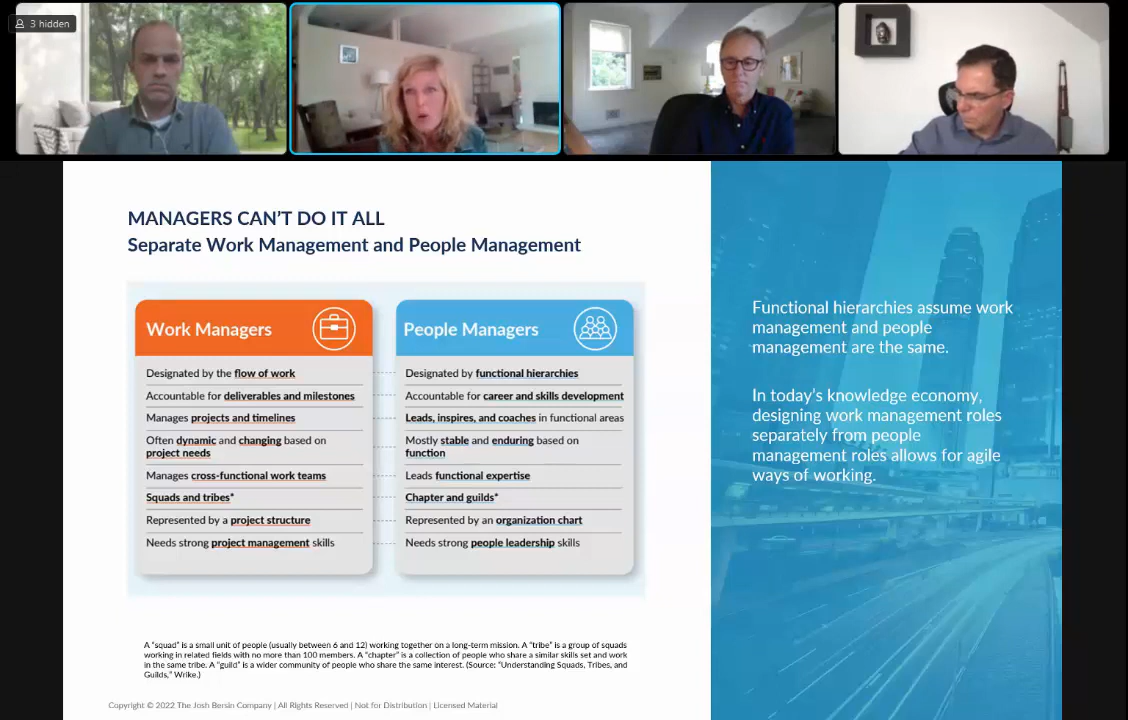 3 hidden
MANAGERS CAN'T DO IT ALL
Separate Work Management and People Management
Work Managers
Designated by the flow of work
Accountable for deliverables and milestones
Manages projects and timelines
Often dynamic and changing based on
project needs
Manages cross-functional work teams
Squads and tribes*
Represented by a project structure
Needs strong project management skills
People Managers
Designated by functional hierarchies
Accountable for career and skills development
Leads, inspires, and coaches in functional areas
Mostly stable and enduring based on
function
Leads functional expertise
Chapter and guilds*
Represented by an organization chart
Needs strong people leadership skills
Functional hierarchies assume work
management and people
management are the same.
In today's knowledge economy,
designing work management roles
separately from people
management roles allows for agile
ways of working.
A "squad" is a small unit of people (usually between 6 and 12) working together on a long-term mission. A "tribe" is a group of squads
working in related fields with no more than 100 members. A "chapter" is a collection of people who share a similar skills set and work
in the same tribe. A "guild" is a wider community of people who share the same interest. (Source: "Understanding Squads, Tribes, and
Guilds," Wrike.)
Copyright © 2022 The Josh Bersin Company | All Rights Reserved | Not for Distribution | Licensed Material